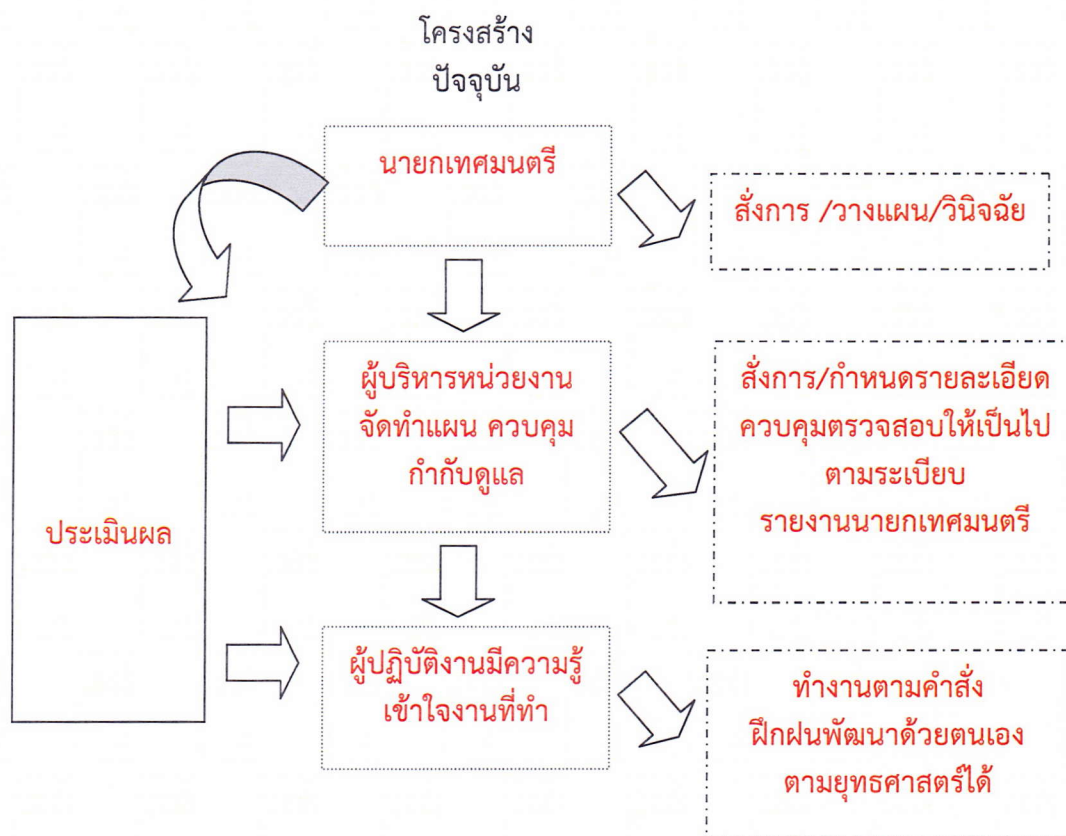 โครงสร้าง
ปัจจุบัน
นายกเทศมนตรี
สั่งการ /วางแผน/วินิจฉัย
ผู้บริหารหน่วยงาน
จัดทำแผน ควบคุม
กำกับดูแล
สั่งการ/กำหนดรายละเอียด
ควบคุมตรวจสอบให้เป็นไป
ตามระเบียบ
รายงานนายกเทศมนตรี
ประเมินผล
ผู้ปฏิบัติงานมีความรู้
เข้าใจงานที่ทำ
ทำงานตามคำสั่ง
ฝึกฝนพัฒนาด้วยตนเอง
ตามยุทธศาสตร์ได้